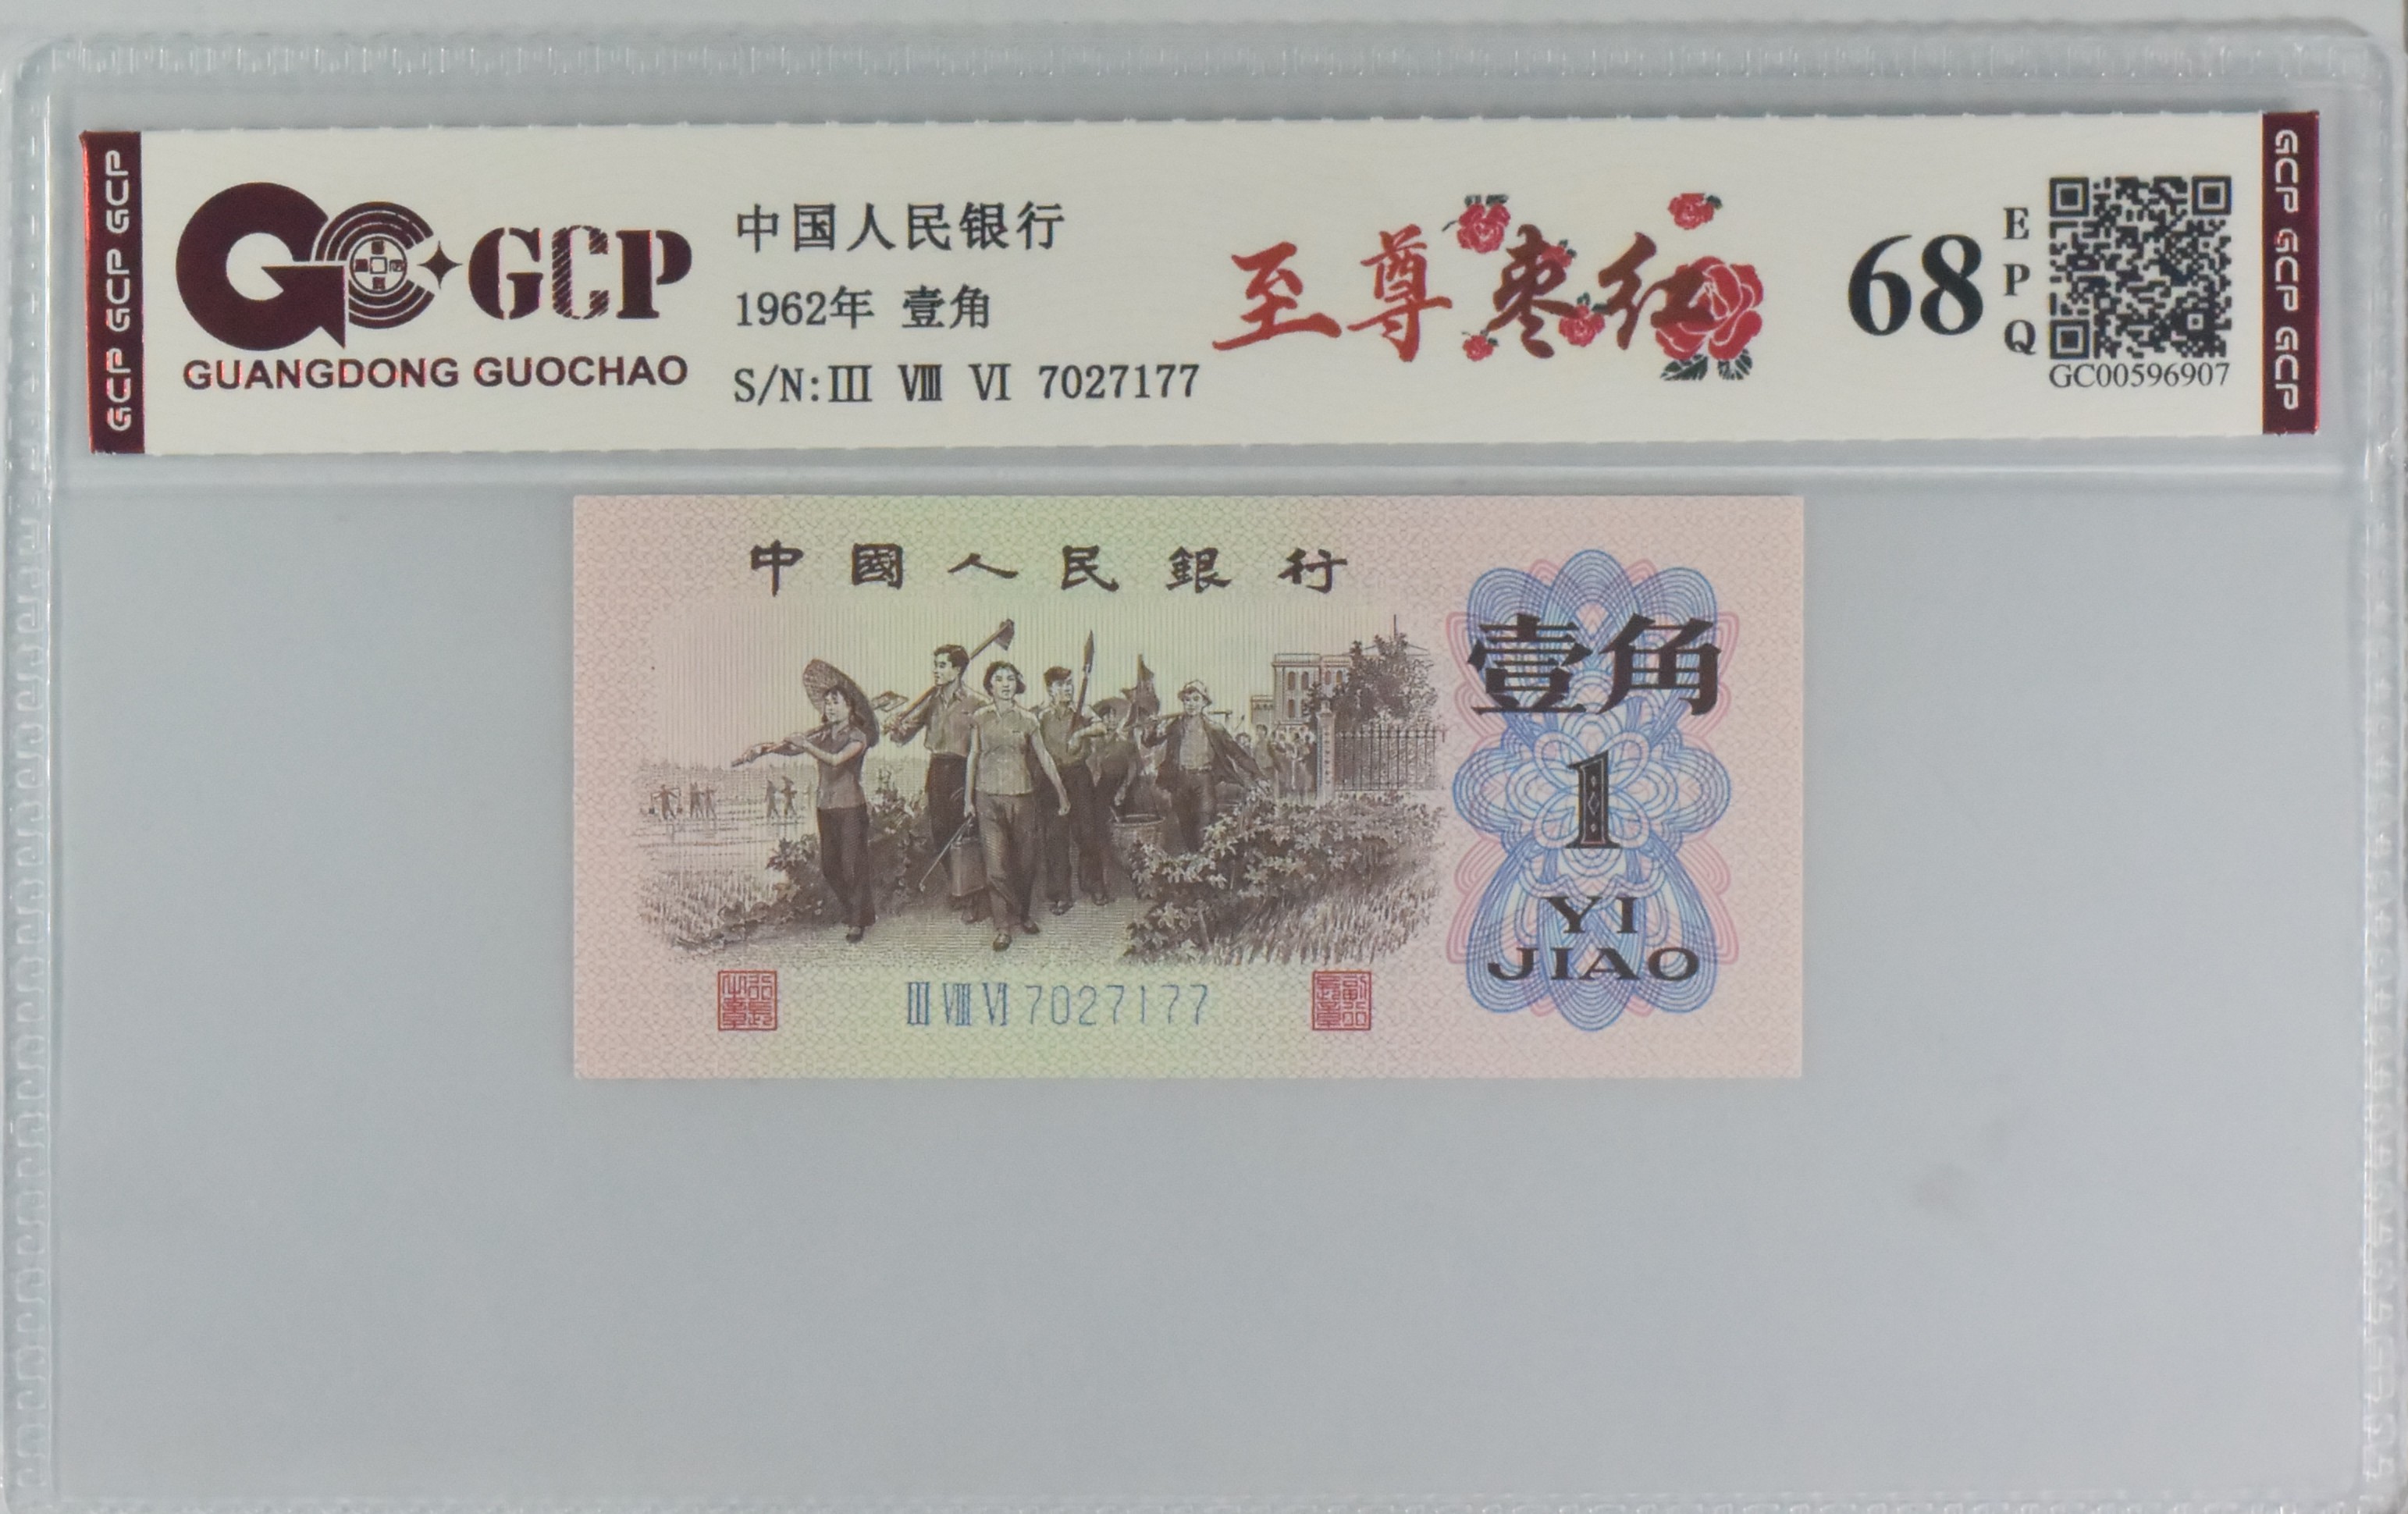 GCP GCP GCP
GCP
GUANGDONG GUOCHAO
中国人民银行
1962年 壹角
S/N:Ⅲ Ⅷ Ⅵ 7027177
至尊枣红
68
EPQ
GC00596907
GCP GCP GCP
中國人民銀行
壹角
1
YI
JIAO
Ⅲ Ⅷ Ⅵ 7027177